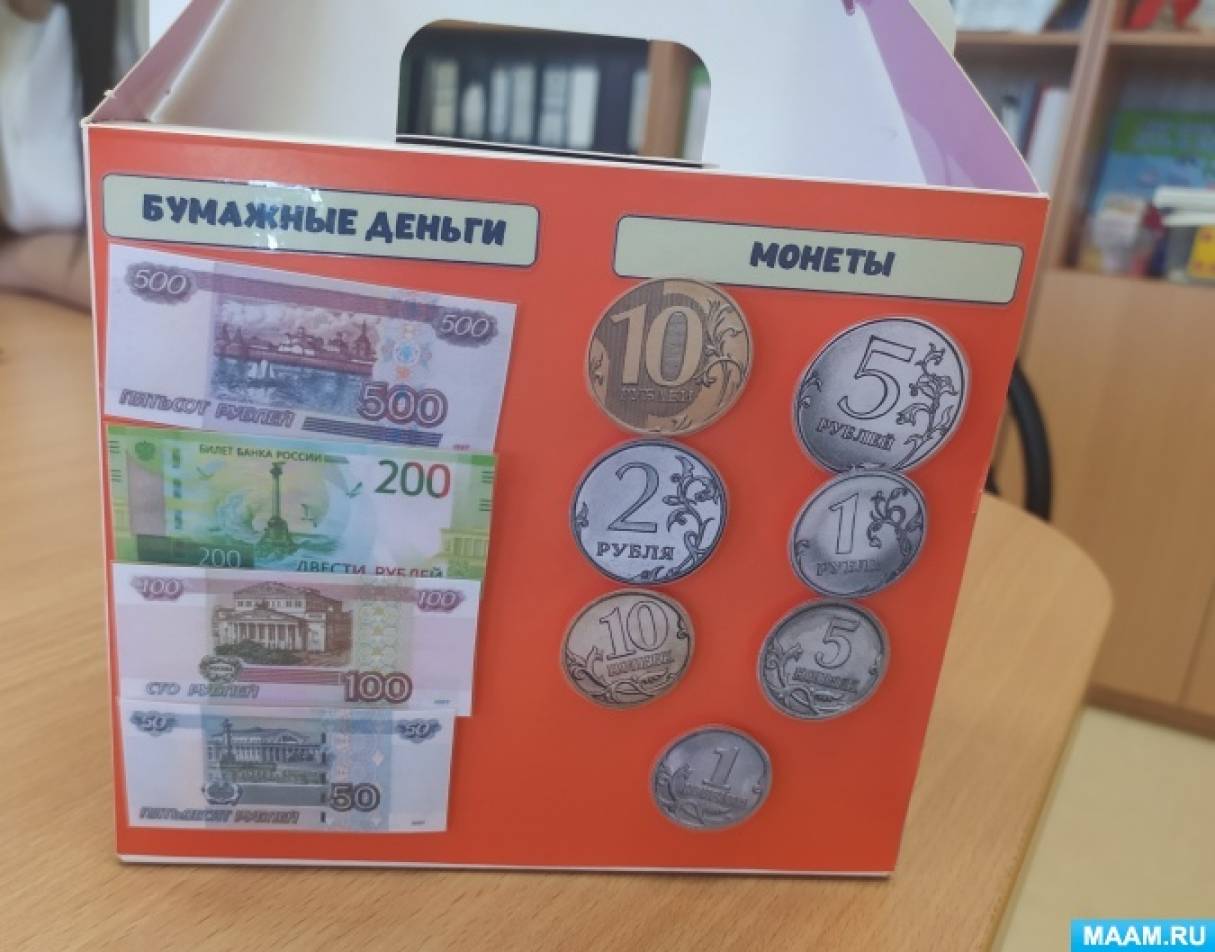 БУМАЖНЫЕ ДЕНЬГИ
500
500
ПЯТЬСОТ РУБЛЕЙ
500
БИЛЕТ БАНКА РОССИИ
200
200
ДВЕСТИ РУБЛЕЙ
100
100
СТО РУБЛЕЙ
100
50
50
ПЯТЬДЕСЯТ РУБЛЕЙ
50
МОНЕТЫ
10
РУБЛЕЙ
5
РУБЛЕЙ
2
РУБЛЯ
1
РУБЛЬ
10
КОПЕЕК
5
КОПЕЕК
1
MAAM.RU